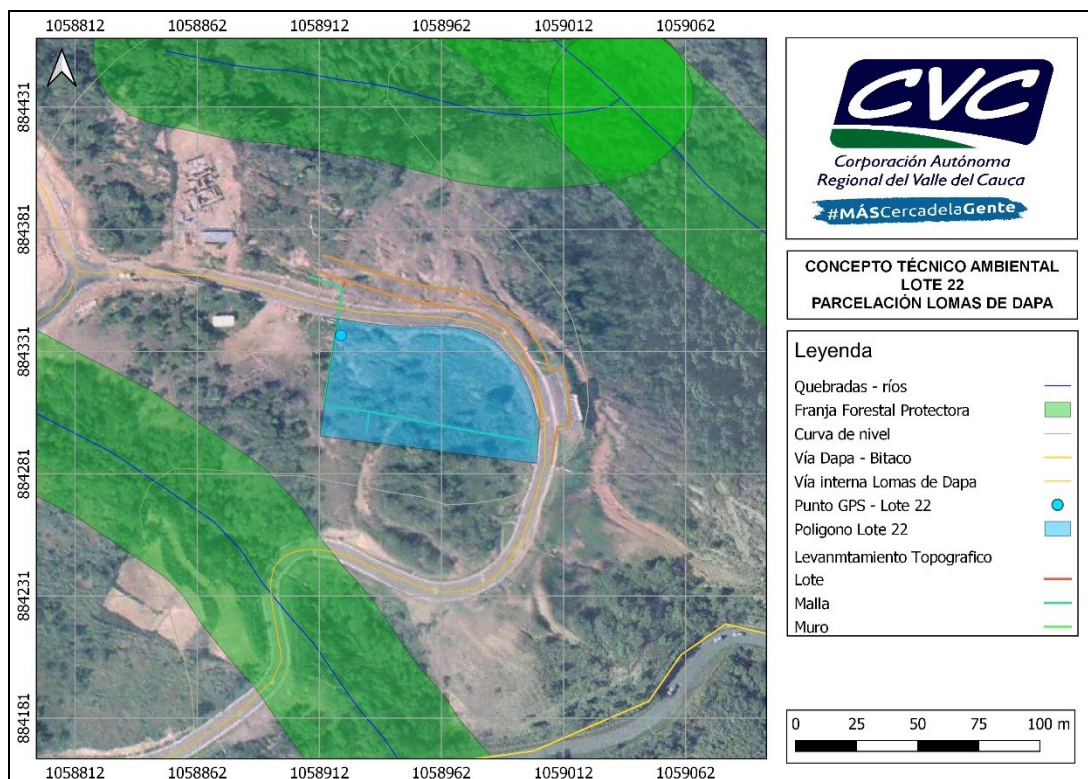 1058812 1058862 1058912 1058962 1059012 1059062
884431
884381
884331
884281
884231
884181
1058812 1058862 1058912 1058962 1059012 1059062
CVC
Corporación Autónoma
Regional del Valle del Cauca
#MÁSCercadelaGente
CONCEPTO TÉCNICO AMBIENTAL
LOTE 22
PARCELACIÓN LOMAS DE DAPA
Leyenda
Quebradas - ríos
Franja Forestal Protectora
Curva de nivel
Vía Dapa - Bitaco
Vía interna Lomas de Dapa
Punto GPS - Lote 22
Poligono Lote 22
Levanmtamiento Topografico
Lote
Malla
Muro
0 25 50 75 100 m